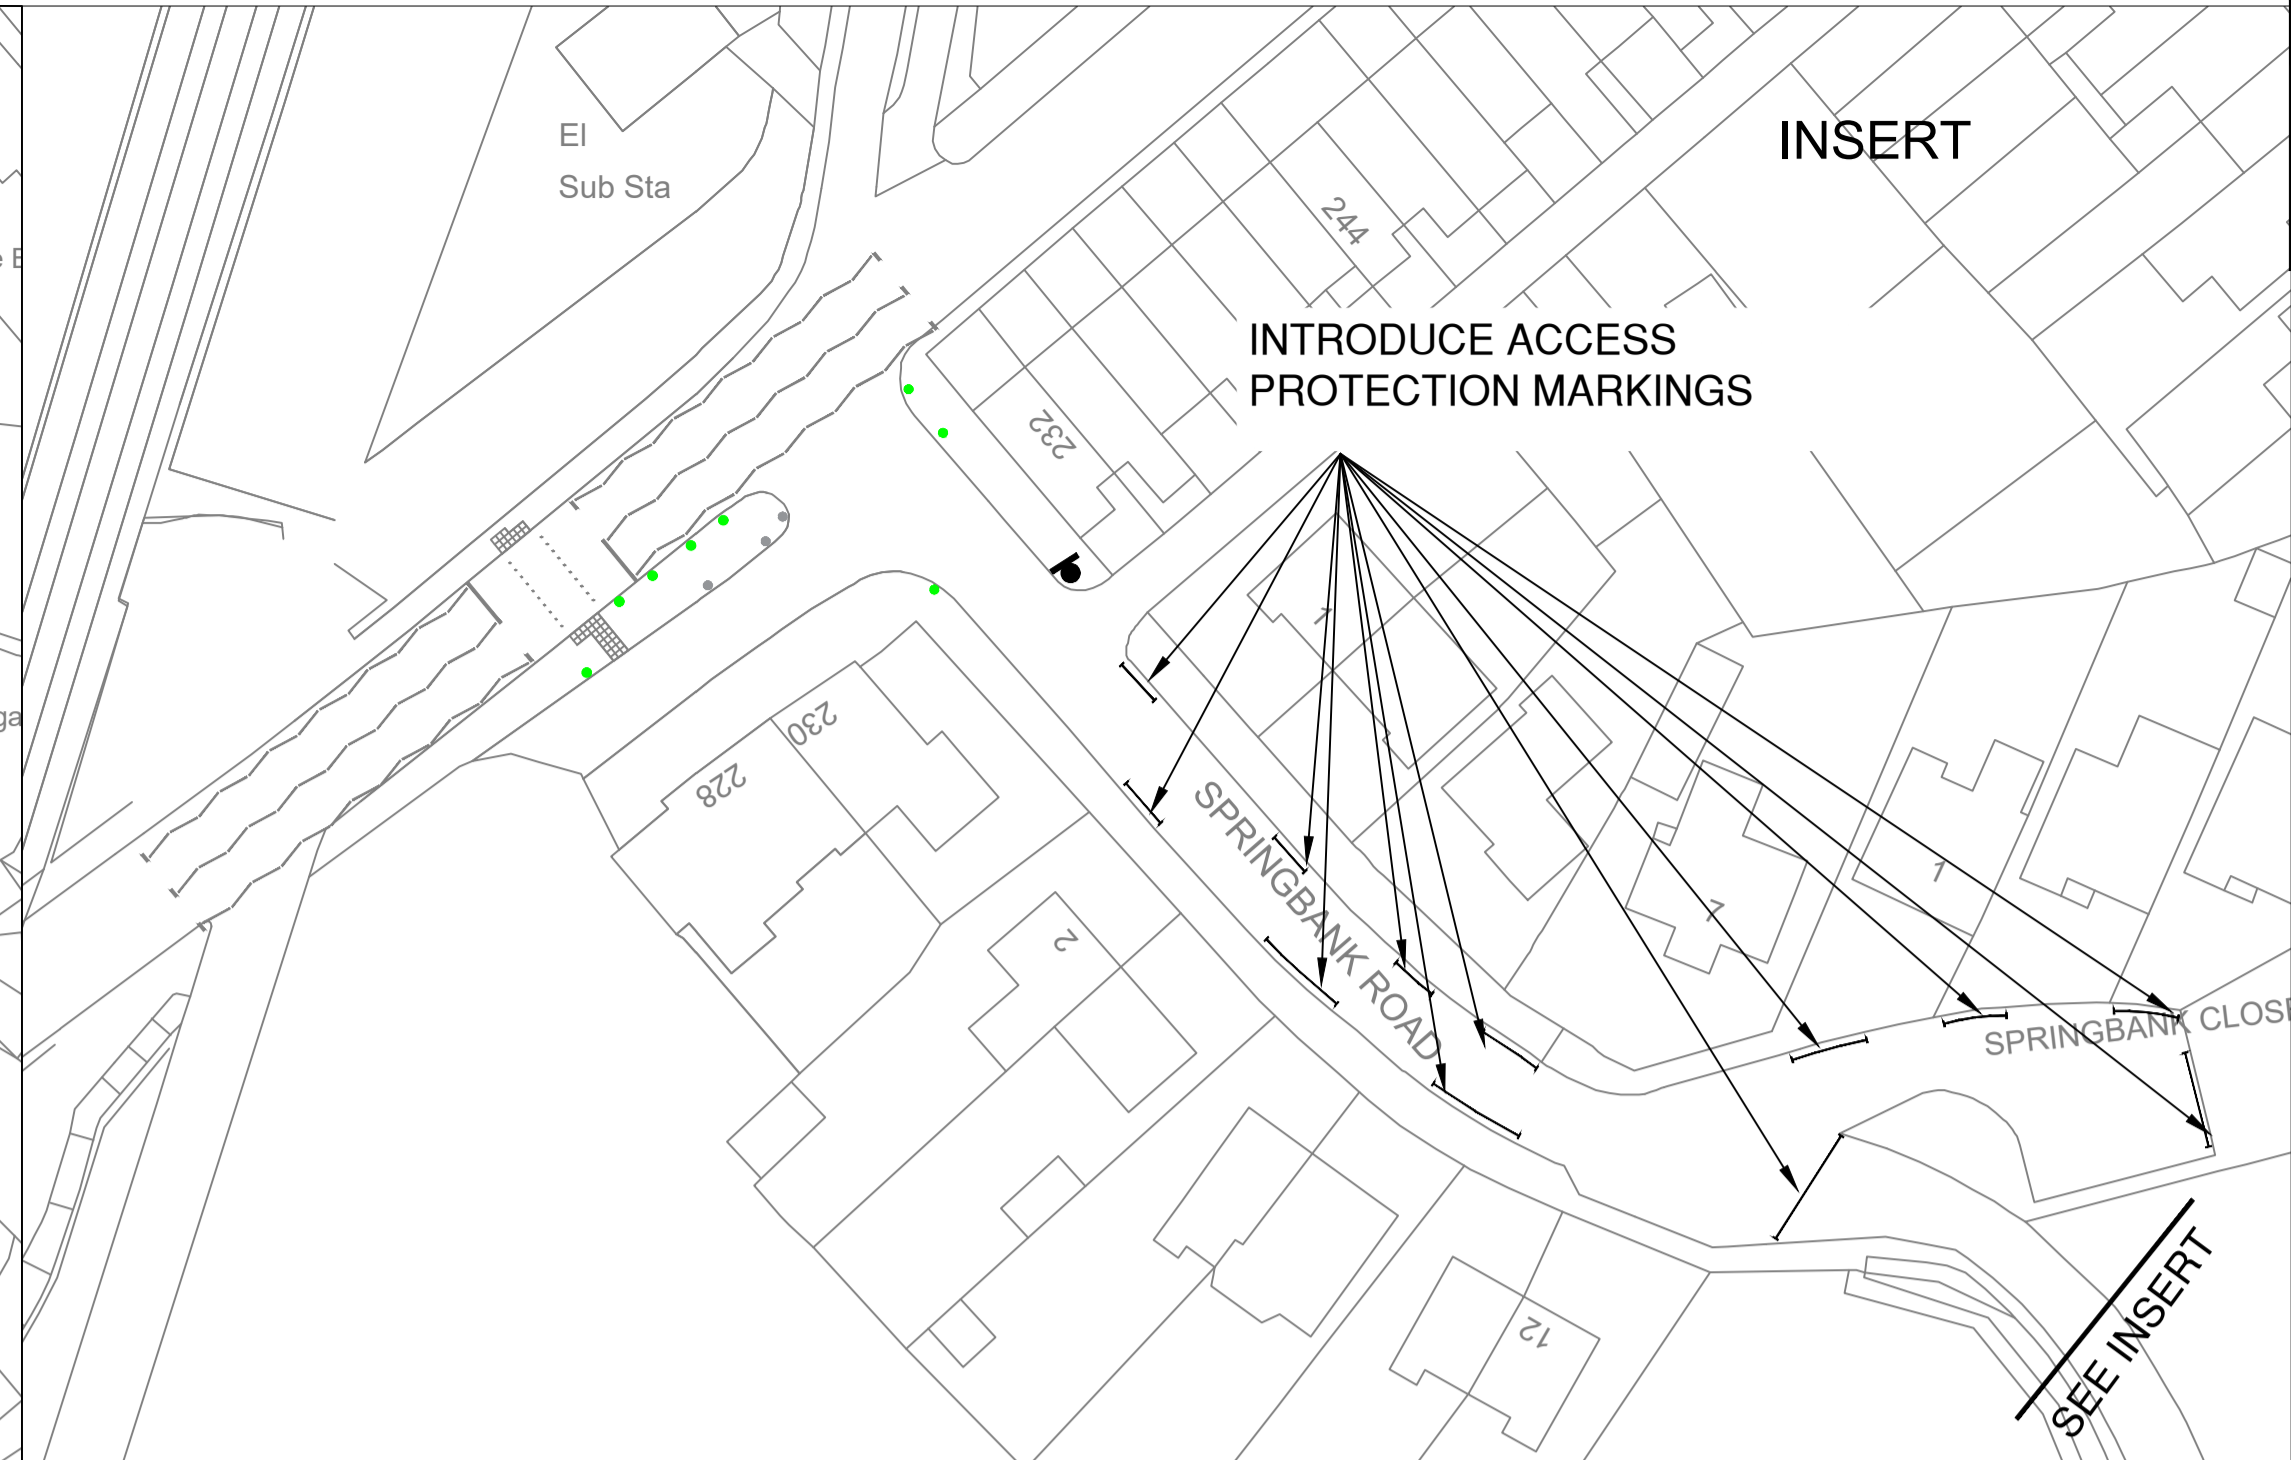 El
Sub Sta
INSERT
244
INTRODUCE ACCESS
PROTECTION MARKINGS
232
1
230
228
SPRINGBANK ROAD
2
1
1
SPRINGBANK CLOSE
12
SEE INSERT